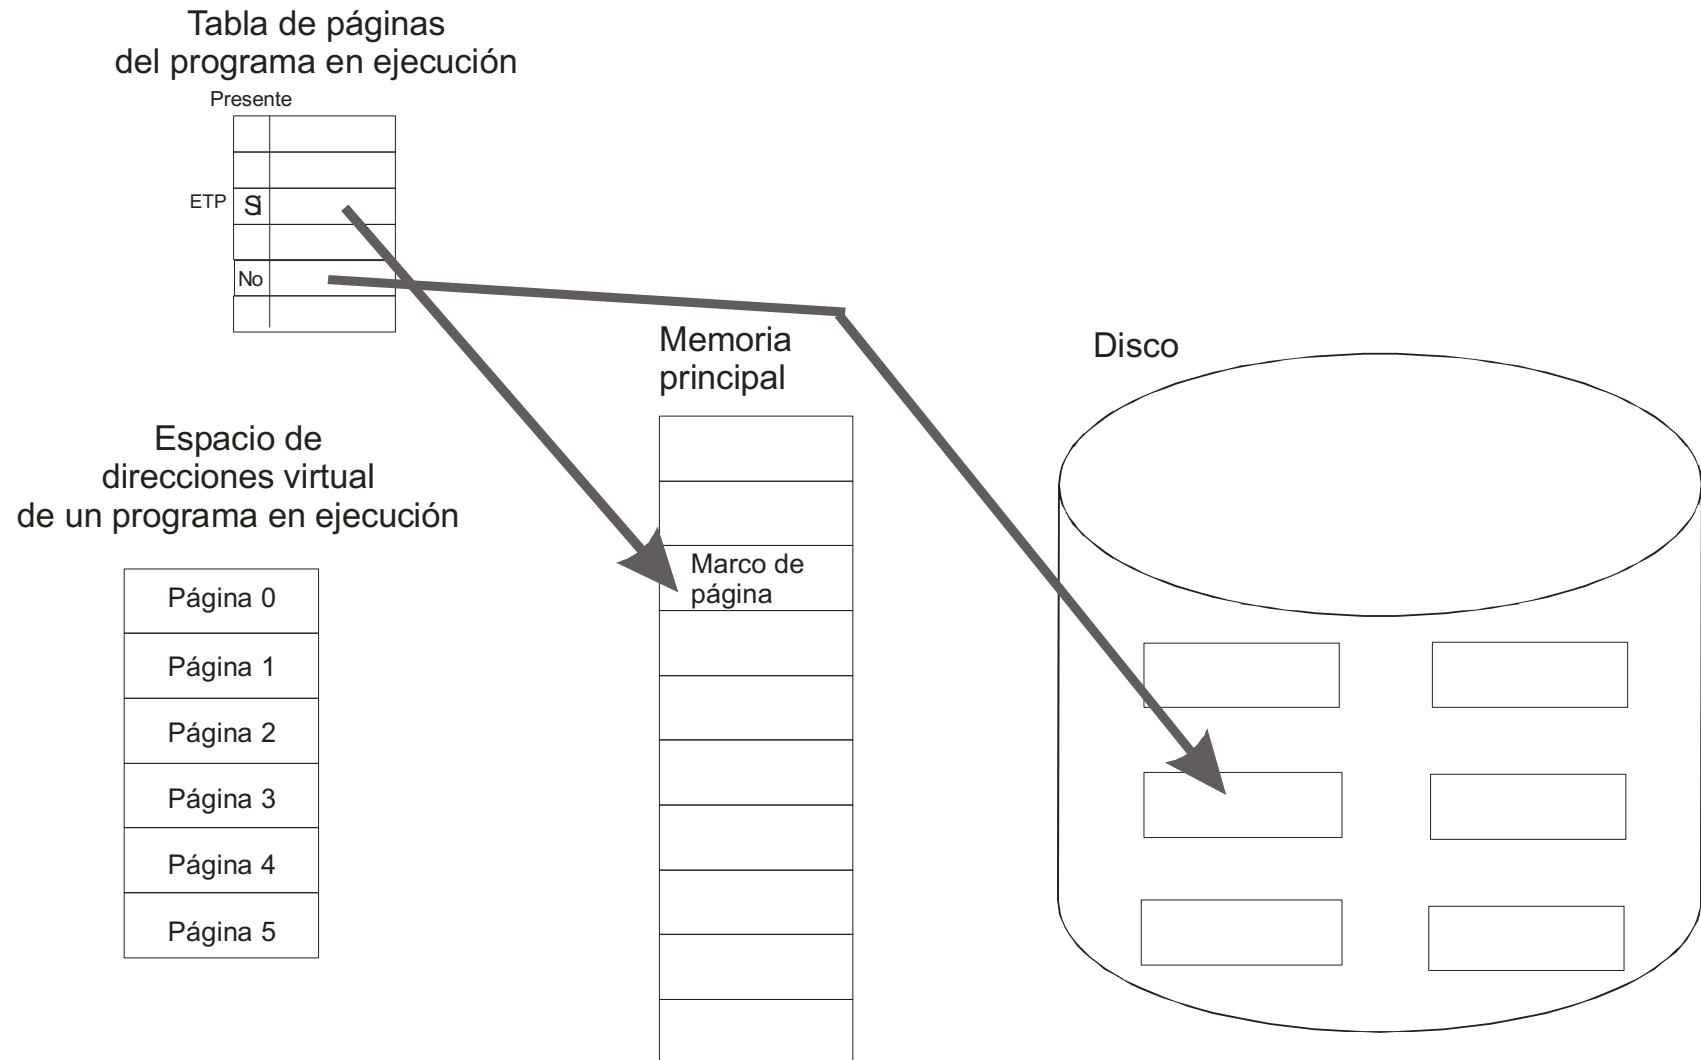 Tabla de páginas
del programa en ejecución
Presente
ETP
Si
No
Memoria
principal
Disco
Espacio de
direcciones virtual
de un programa en ejecución
Marco de
página
Página 0
Página 1
Página 2
Página 3
Página 4
Página 5